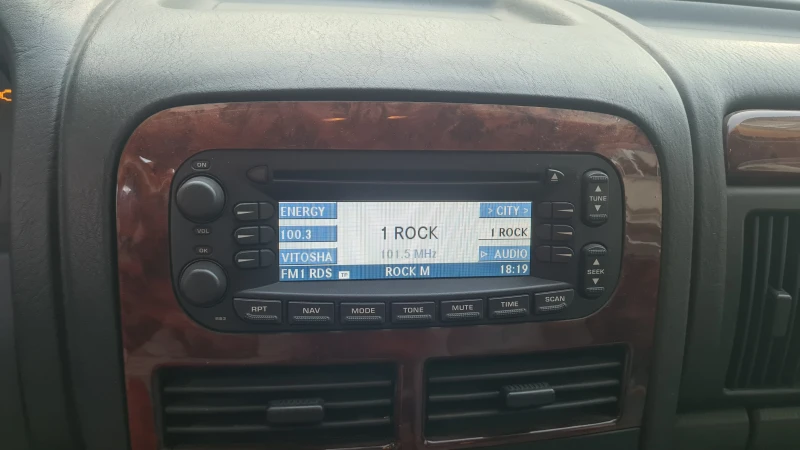 ON
VOL
OK
ENERGY
100.3
VITOSHA
FM1 RDS TP ROCK M 18:19
1 ROCK
101.5 MHz
> CITY >
1 ROCK
▷ AUDIO
▲
TUNE
▼
▲
SEEK
▼
RPT NAV MODE TONE MUTE TIME SCAN